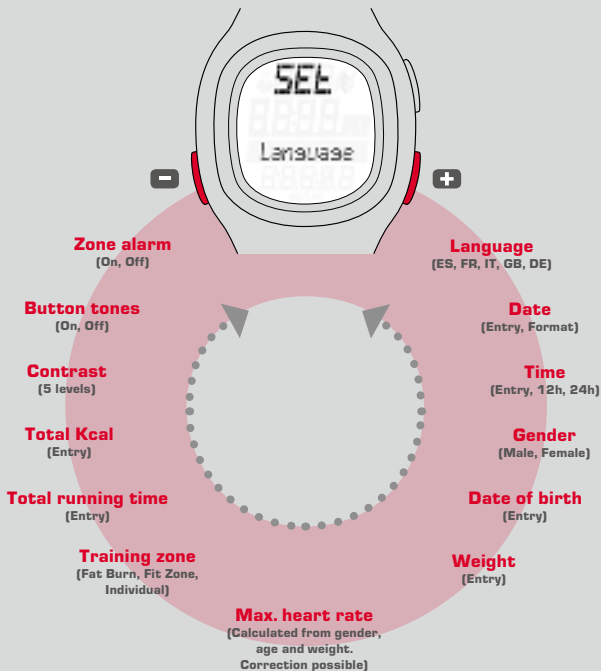 SET
Language
-
+
Language
(ES, FR, IT, GB, DE)
Date
(Entry, Format)
Time
(Entry, 12h, 24h)
Gender
(Male, Female)
Date of birth
(Entry)
Weight
(Entry)
Max. heart rate
(Calculated from gender,
age and weight.
Correction possible)
Training zone
(Fat Burn, Fit Zone,
Individual)
Total running time
(Entry)
Total Kcal
(Entry)
Contrast
(5 levels)
Button tones
(On, Off)
Zone alarm
(On, Off)